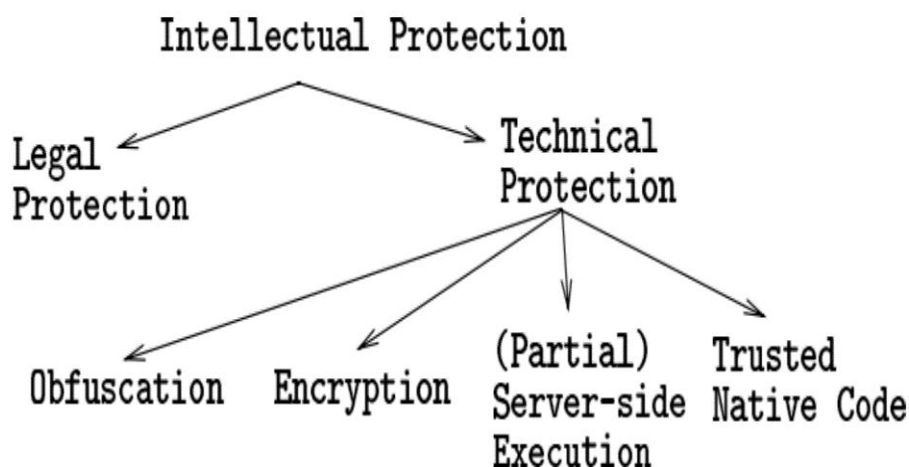 Intellectual Protection
Legal
Protection
Technical
Protection
Obfuscation
Encryption
(Partial)
Server-side
Execution
Trusted
Native Code